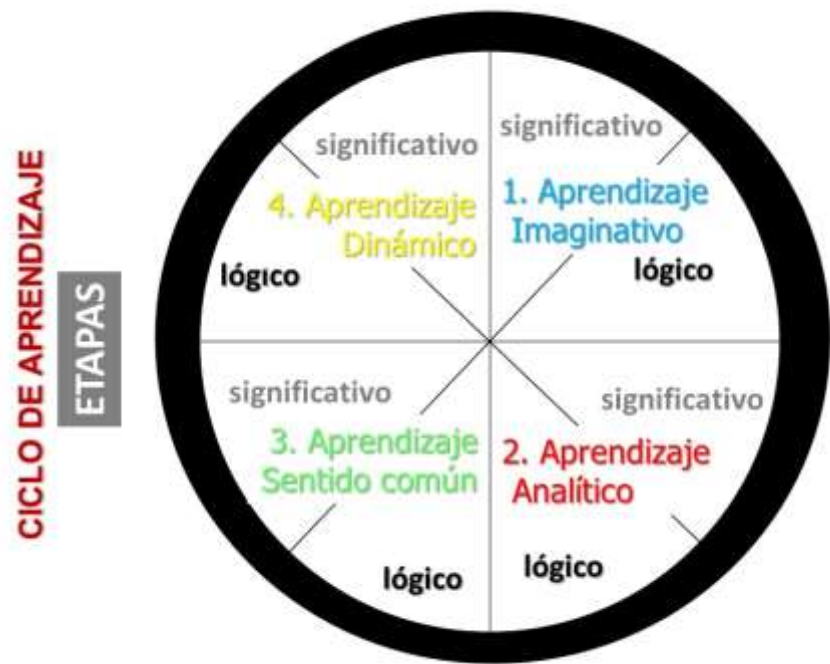 CICLO DE APRENDIZAJE
ETAPAS
significativo
1. Aprendizaje
Imaginativo
lógico
significativo
2. Aprendizaje
Analítico
lógico
significativo
3. Aprendizaje
Sentido común
lógico
significativo
4. Aprendizaje
Dinámico
lógico